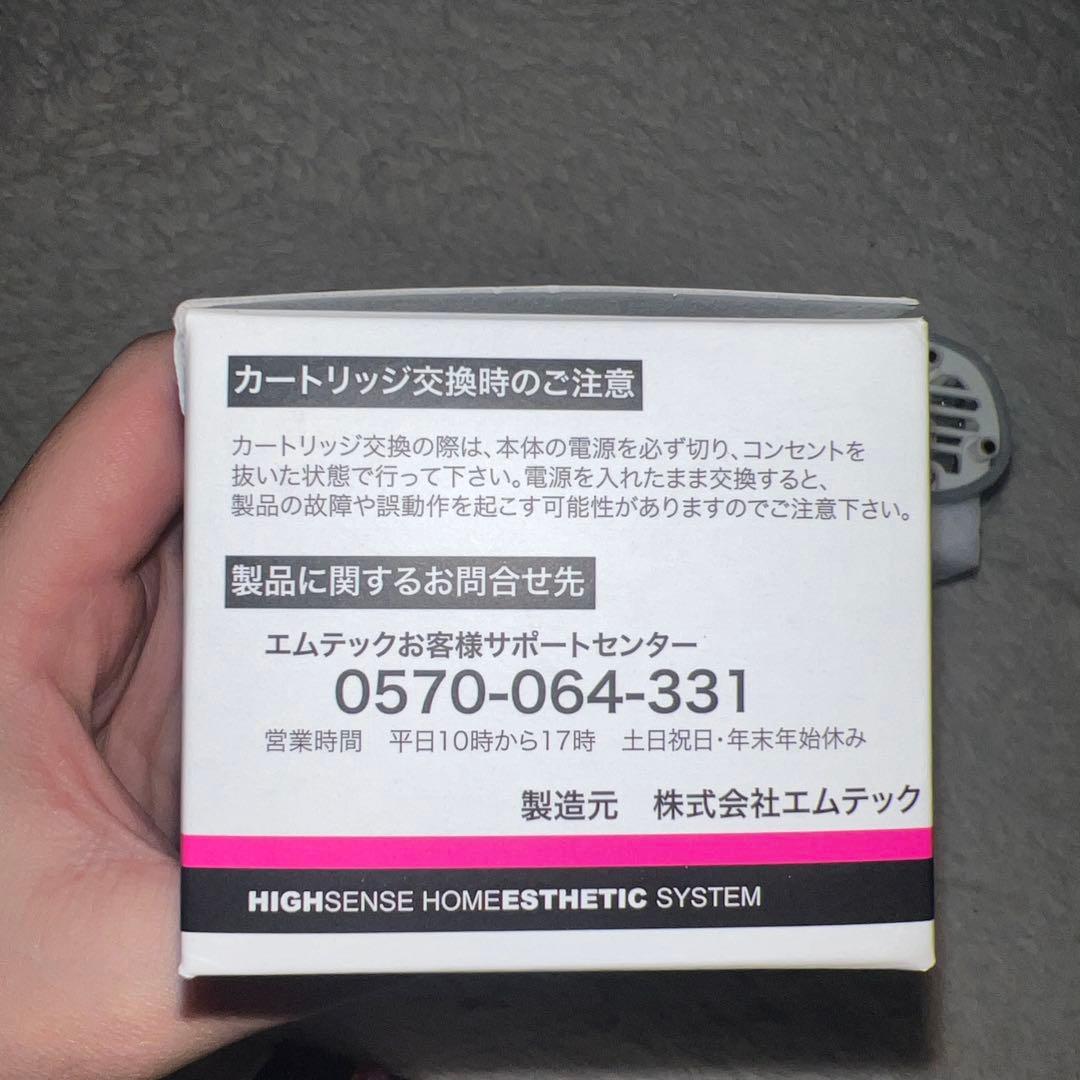 カートリッジ交換時のご注意
カートリッジ交換の際は、本体の電源を必ず切り、コンセントを
抜いた状態で行って下さい。電源を入れたまま交換すると、
製品の故障や誤動作を起こす可能性がありますのでご注意下さい。
製品に関するお問合せ先
エムテックお客様サポートセンター
0570-064-331
営業時間　平日10時から17時　土日祝日・年末年始休み
製造元　株式会社エムテック
HIGHSENSE HOMEESTHETIC SYSTEM